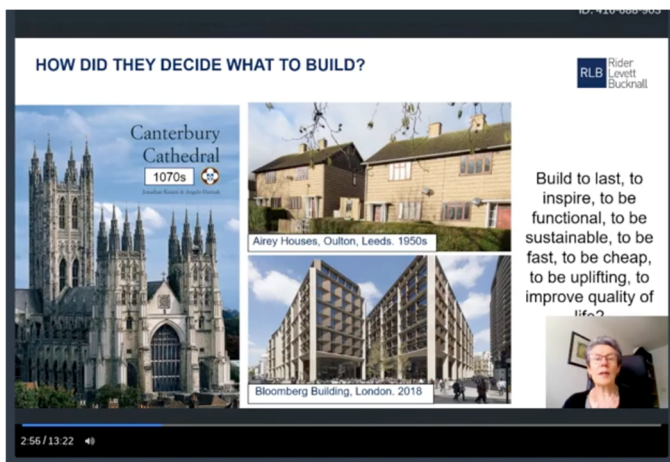 HOW DID THEY DECIDE WHAT TO BUILD?
RLB
Rider
Levett
Bucknall
Canterbury
Cathedral
1070s
Airey Houses, Oulton, Leeds. 1950s
Bloomberg Building, London. 2018
Build to last, to
inspire, to be
functional, to be
sustainable, to be
fast, to be cheap,
to be uplifting, to
improve quality of
life?
2:56 / 13:22